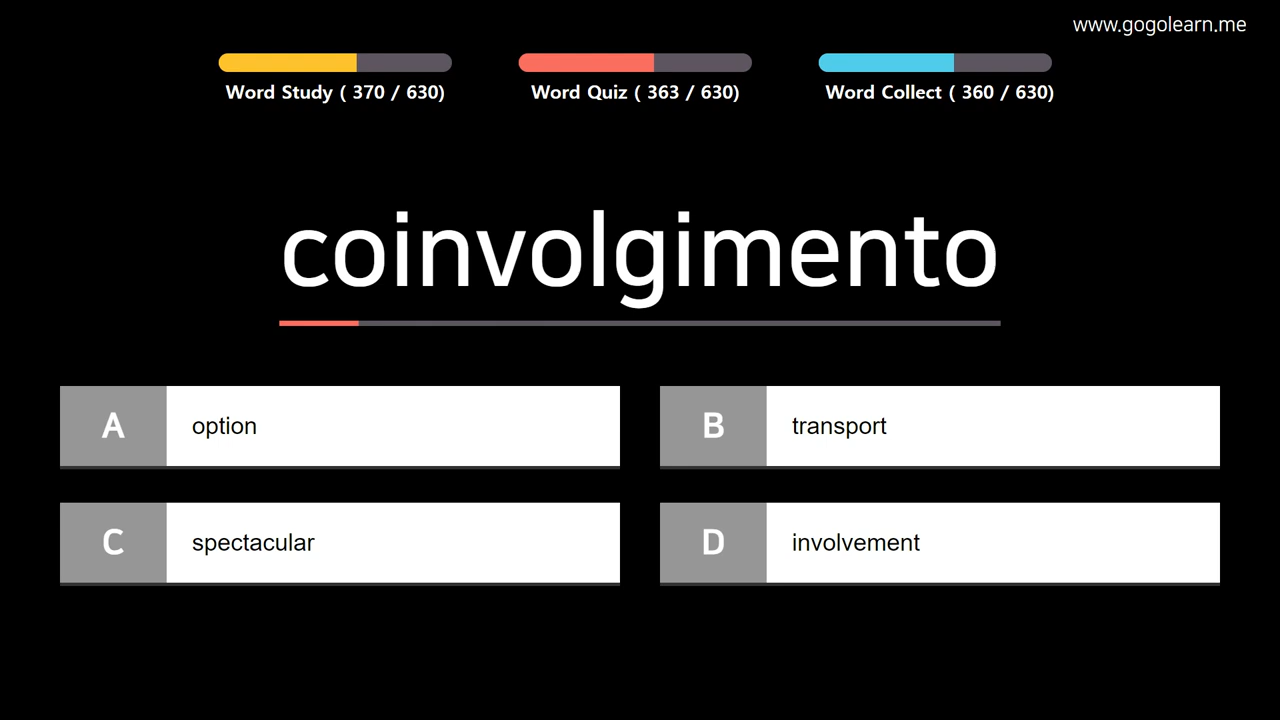 www.gogolearn.me
Word Study ( 370 / 630)
Word Quiz ( 363 / 630)
Word Collect ( 360 / 630)
coinvolgimento
A option
B transport
C spectacular
D involvement